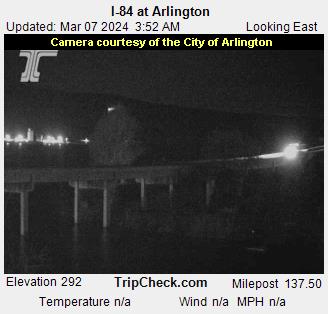 I-84 at Arlington
Updated: Mar 07 2024 3:52 AM Looking East
Camera courtesy of the City of Arlington
Elevation 292 TripCheck.com Milepost 137.50
Temperature n/a Wind n/a MPH n/a